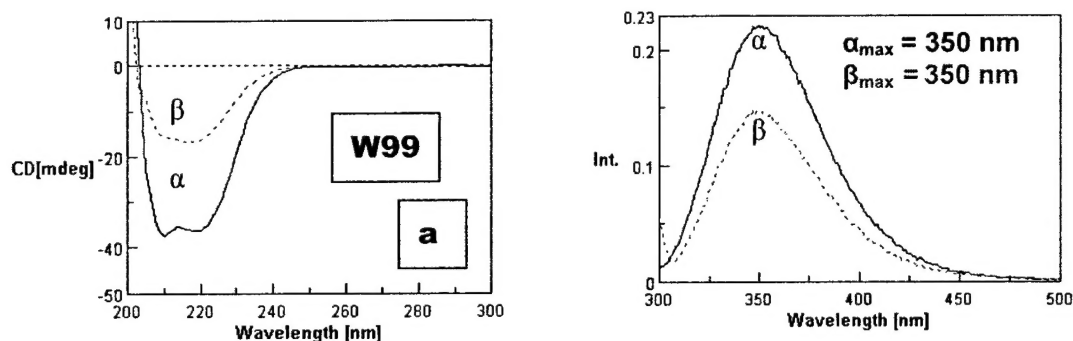 10
0
-20
-40
-50
CD[mdeg]
β
α
W99
a
200
220
240
260
280
300
Wavelength [nm]
0.23
0.2
0.1
0
Int.
α
β
αmax = 350 nm
βmax = 350 nm
300
350
400
450
500
Wavelength [nm]